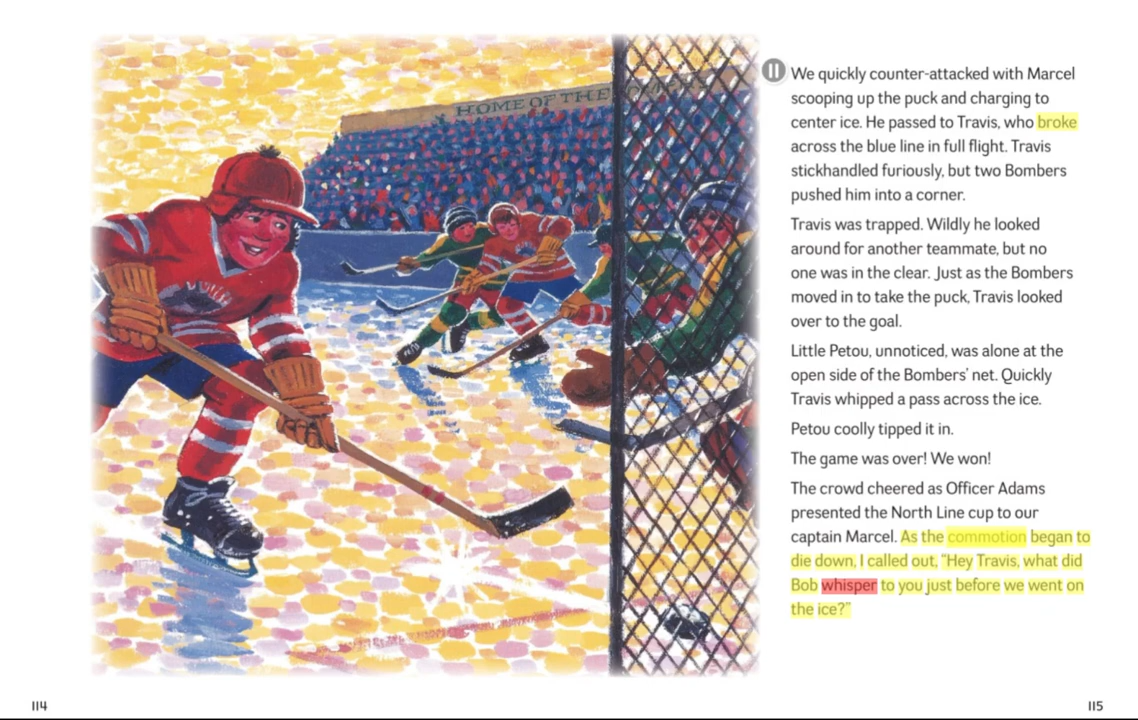 HOME OF THE
We quickly counter-attacked with Marcel
scooping up the puck and charging to
center ice. He passed to Travis, who broke
across the blue line in full flight. Travis
stickhandled furiously, but two Bombers
pushed him into a corner.
Travis was trapped. Wildly he looked
around for another teammate, but no
one was in the clear. Just as the Bombers
moved in to take the puck, Travis looked
over to the goal.
Little Petou, unnoticed, was alone at the
open side of the Bombers' net. Quickly
Travis whipped a pass across the ice.
Petou coolly tipped it in.
The game was over! We won!
The crowd cheered as Officer Adams
presented the North Line cup to our
captain Marcel. As the commotion began to
die down, I called out, "Hey Travis, what did
Bob whisper to you just before we went on
the ice?"
114
115